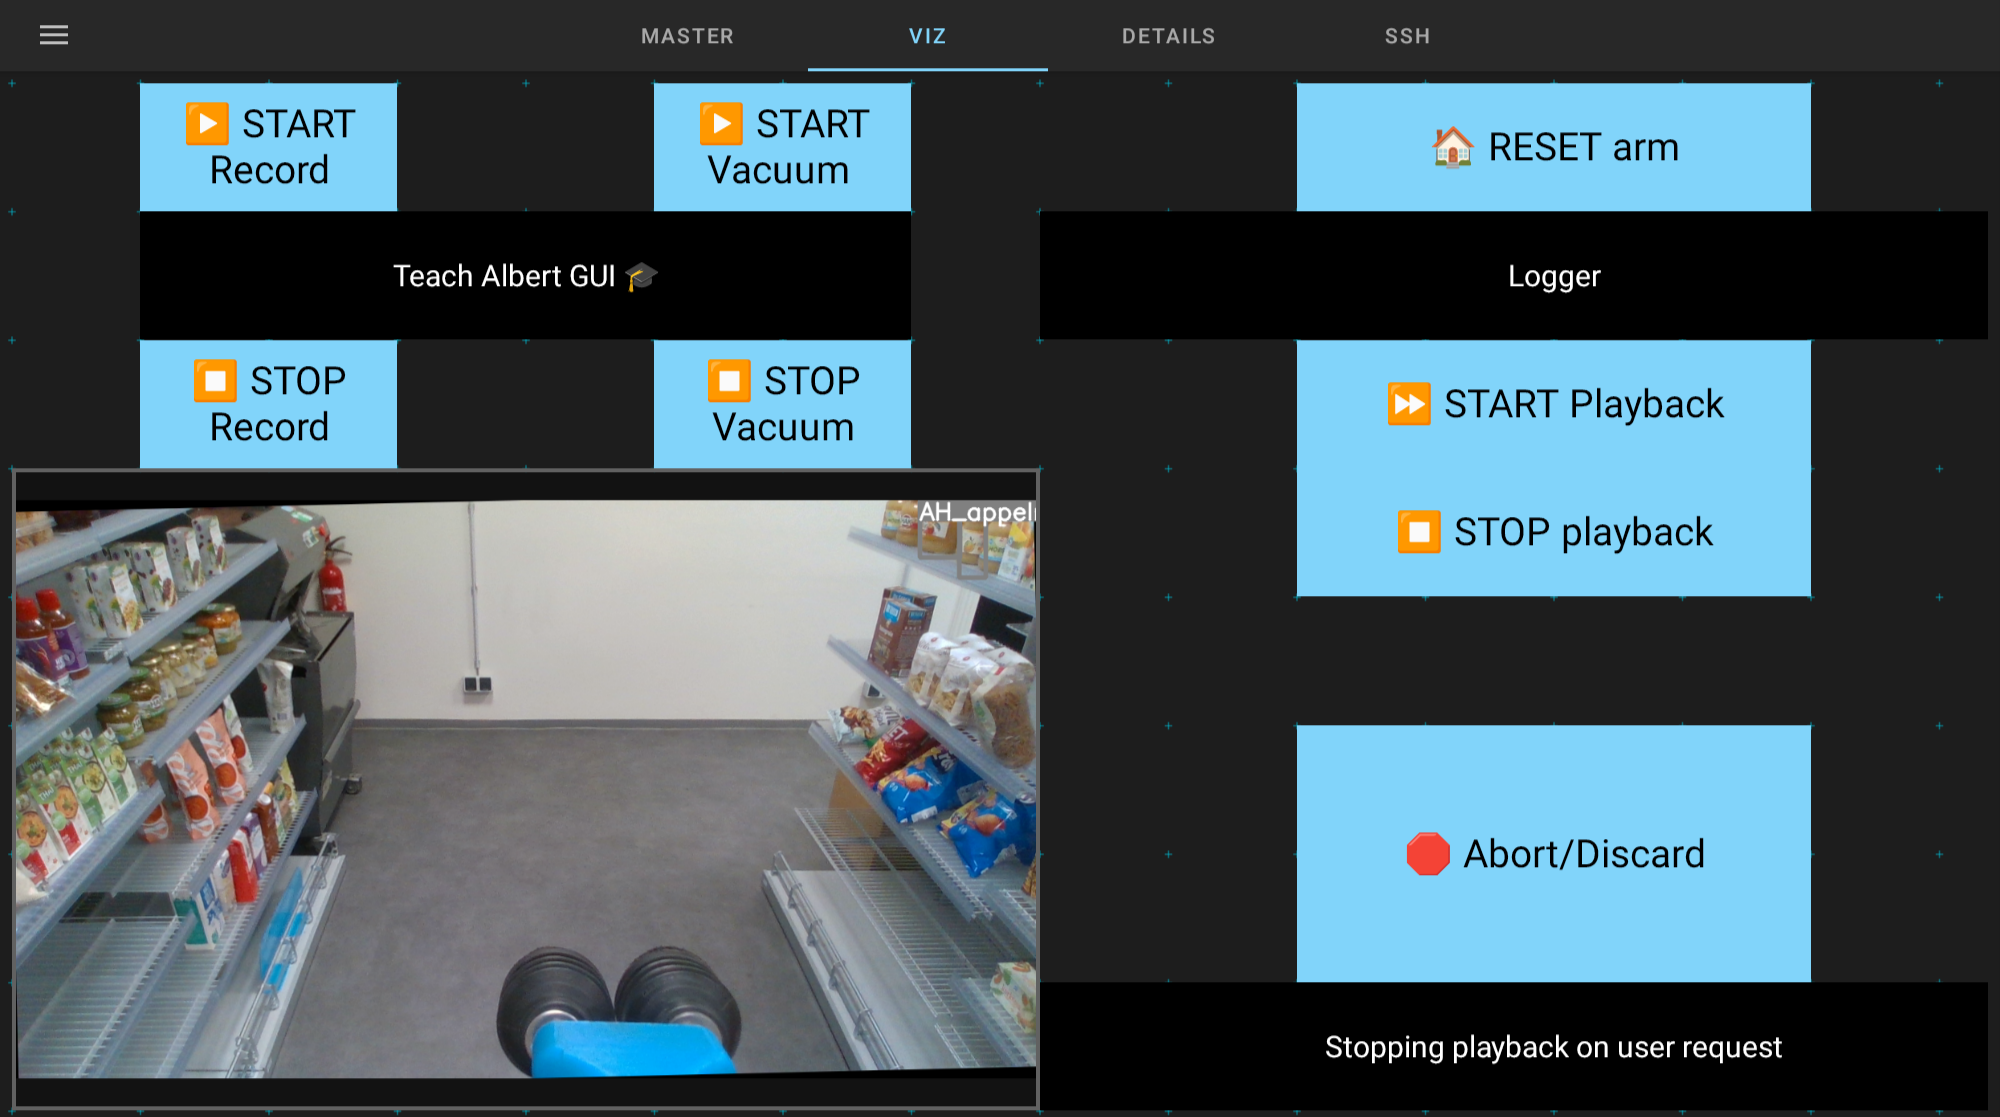 MASTER
VIZ
DETAILS
SSH
START
Record
START
Vacuum
RESET arm
Teach Albert GUI
Logger
STOP
Record
STOP
Vacuum
START Playback
STOP playback
AH_appel
Abort/Discard
Stopping playback on user request